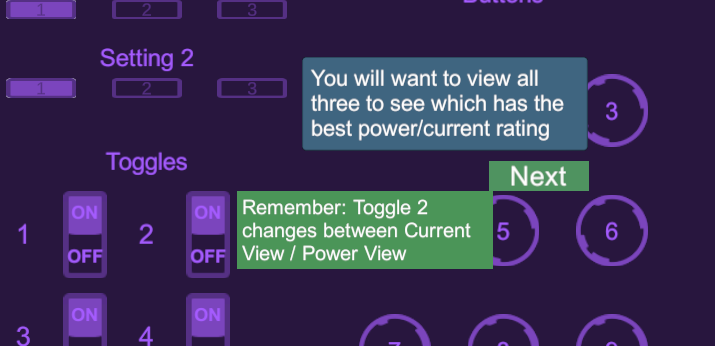 Buttons
1 2 3
Setting 2
1 2 3
You will want to view all
three to see which has the
best power/current rating
3
Toggles
Next
1 ON OFF 2 ON OFF
Remember: Toggle 2
changes between Current
View / Power View
5 6
3 ON 4 ON
7 8 9